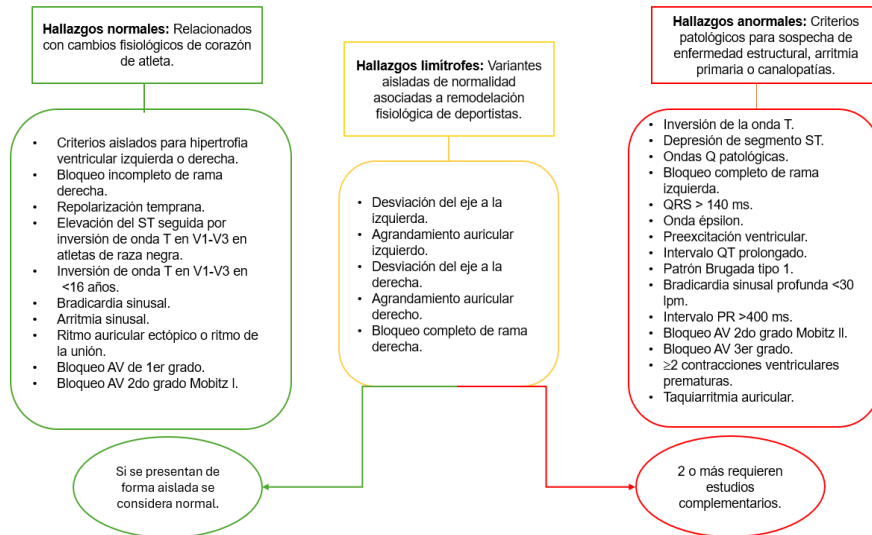 Hallazgos normales: Relacionados
con cambios fisiológicos de corazón
de atleta.
Criterios aislados para hipertrofia
ventricular izquierda o derecha.
Bloqueo incompleto de rama
derecha.
Repolarización temprana.
Elevación del ST seguida por
inversión de onda T en V1-V3 en
atletas de raza negra.
Inversión de onda T en V1-V3 en
<16 años.
Bradicardia sinusal.
Arritmia sinusal.
Ritmo auricular ectópico o ritmo de
la unión.
Bloqueo AV de 1er grado.
Bloqueo AV 2do grado Mobitz I.
Si se presentan de
forma aislada se
considera normal.
Hallazgos limítrofes: Variantes
aisladas de normalidad
asociadas a remodelación
fisiológica de deportistas.
Desviación del eje a la
izquierda.
Agrandamiento auricular
izquierdo.
Desviación del eje a la
derecha.
Agrandamiento auricular
derecho.
Bloqueo completo de rama
derecha.
Hallazgos anormales: Criterios
patológicos para sospecha de
enfermedad estructural, arritmia
primaria o canalopatías.
Inversión de la onda T.
Depresión de segmento ST.
Ondas Q patológicas.
Bloqueo completo de rama
izquierda.
QRS > 140 ms.
Onda épsilon.
Preexcitación ventricular.
Intervalo QT prolongado.
Patrón Brugada tipo 1.
Bradicardia sinusal profunda <30
lpm.
Intervalo PR >400 ms.
Bloqueo AV 2do grado Mobitz II.
Bloqueo AV 3er grado.
≥2 contracciones ventriculares
prematuras.
Taquiarritmia auricular.
2 o más requieren
estudios
complementarios.